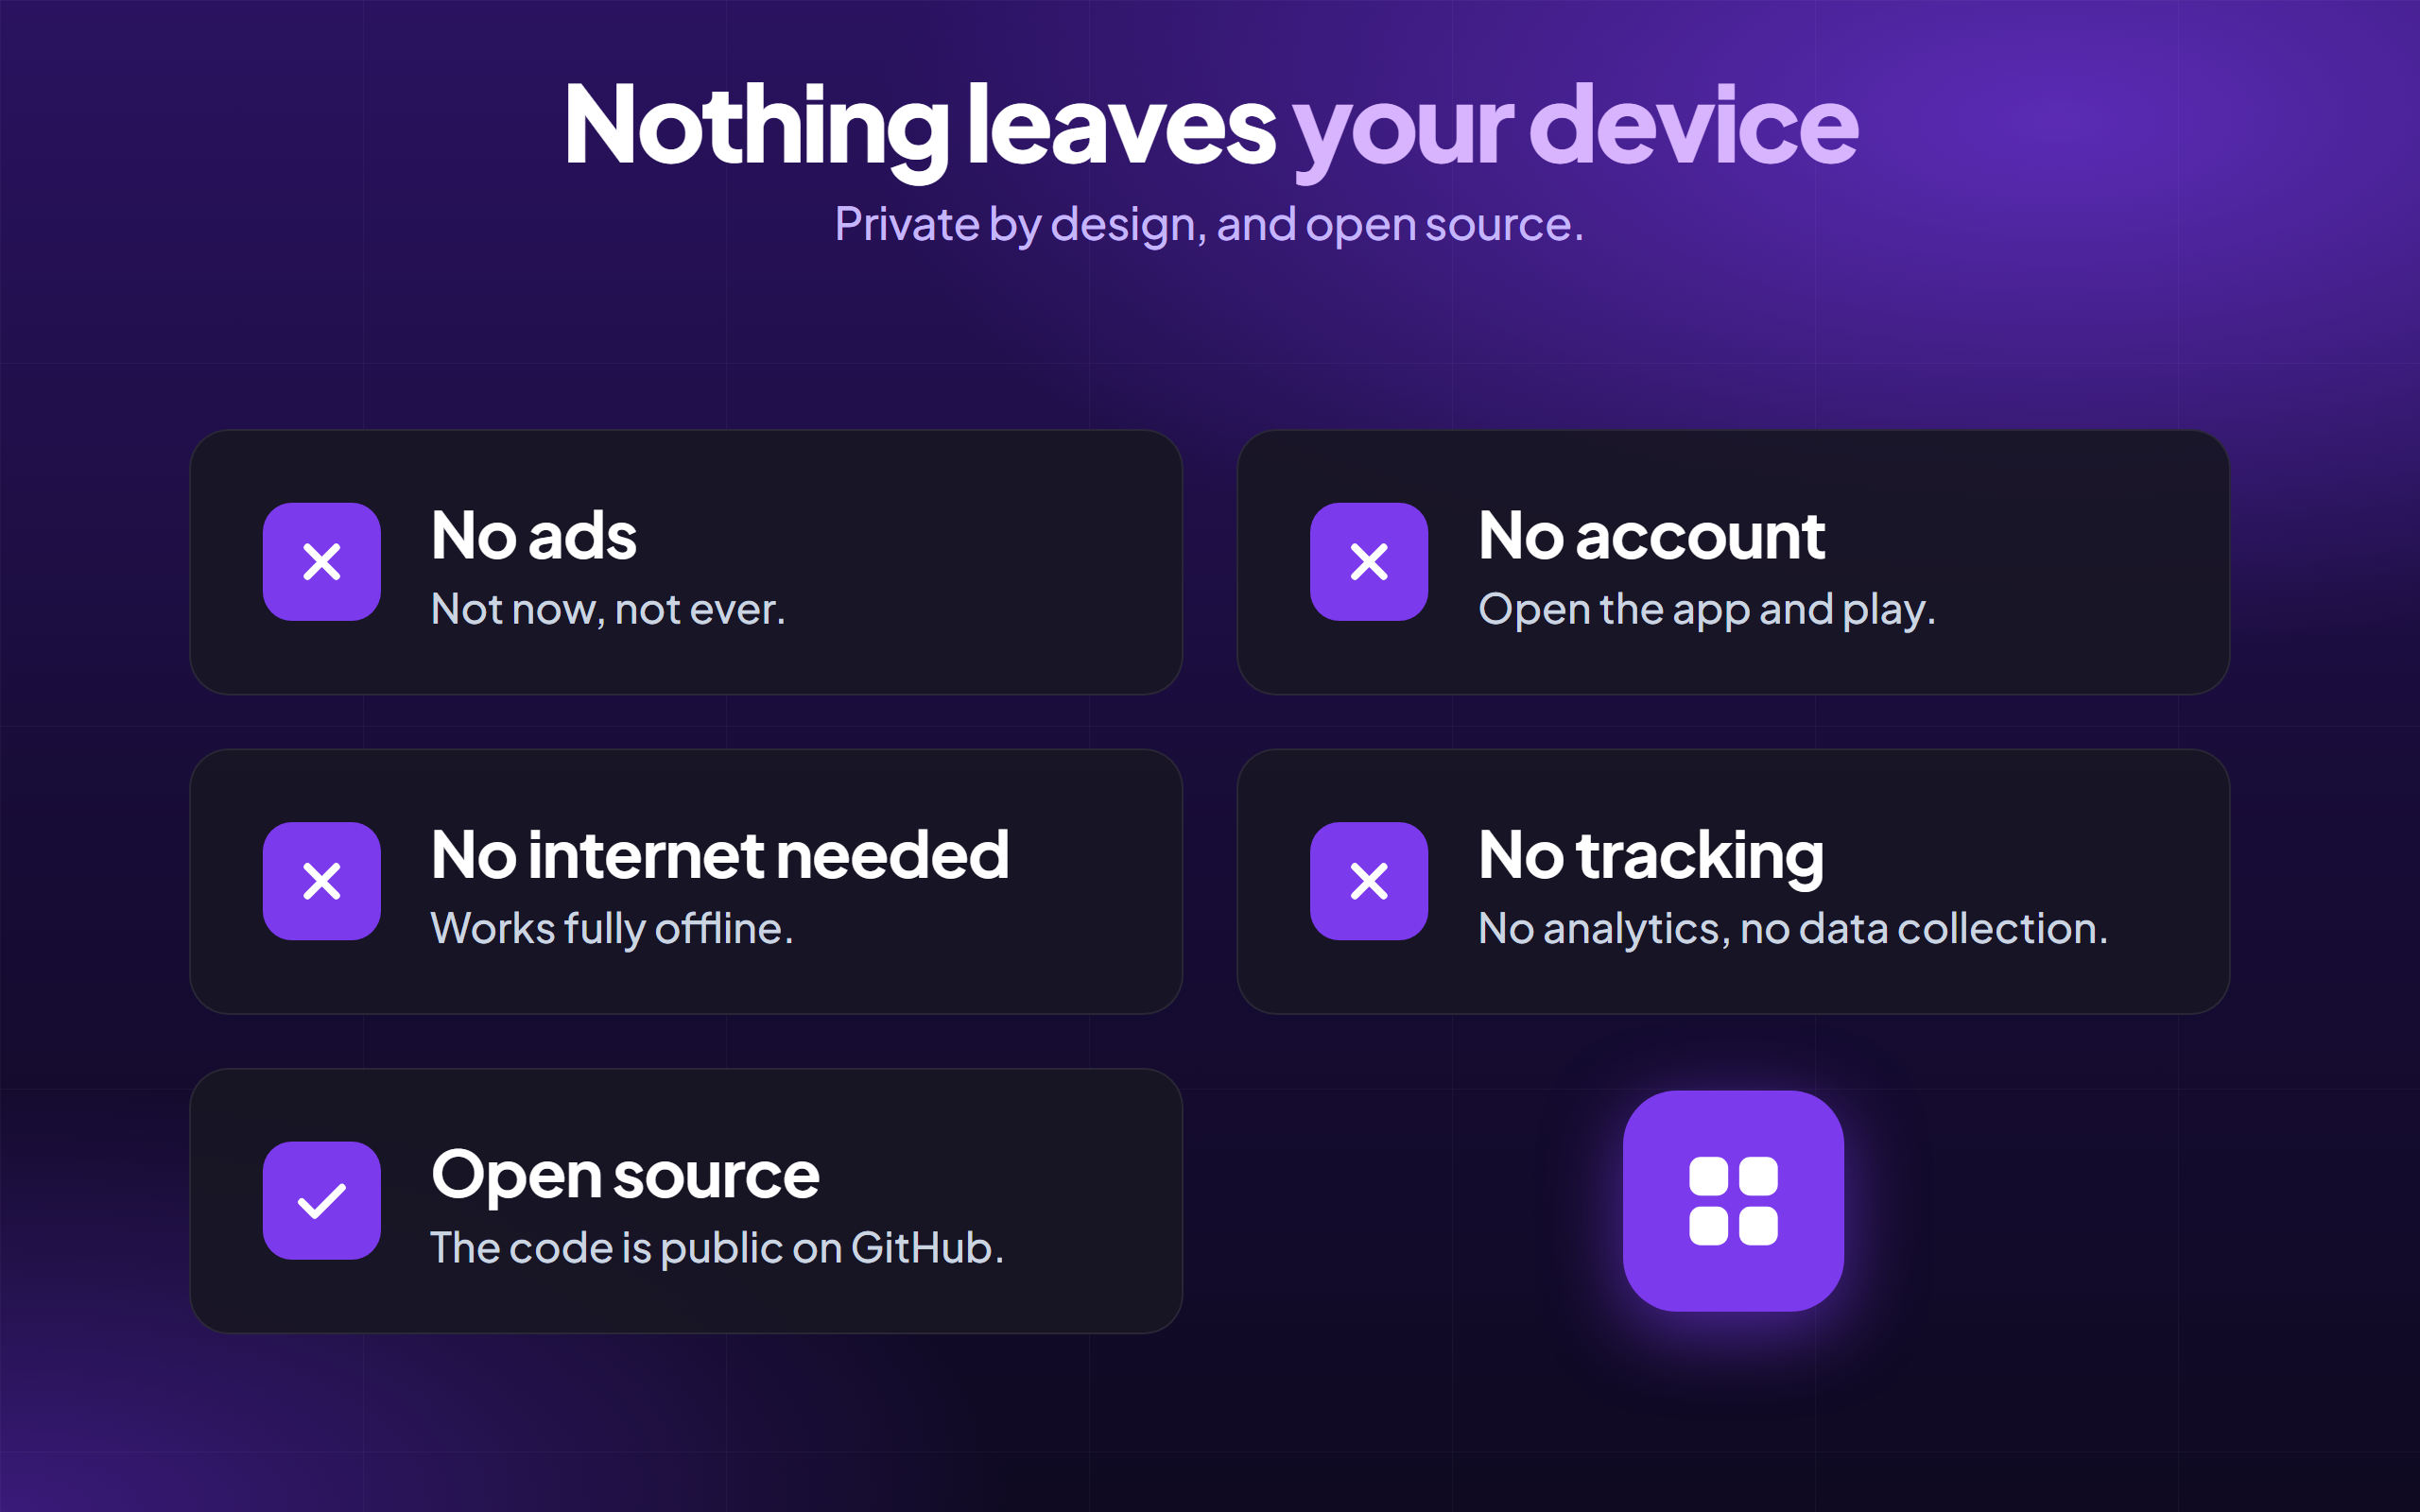 Nothing leaves your device
Private by design, and open source.
No ads
Not now, not ever.
No account
Open the app and play.
No internet needed
Works fully offline.
No tracking
No analytics, no data collection.
Open source
The code is public on GitHub.